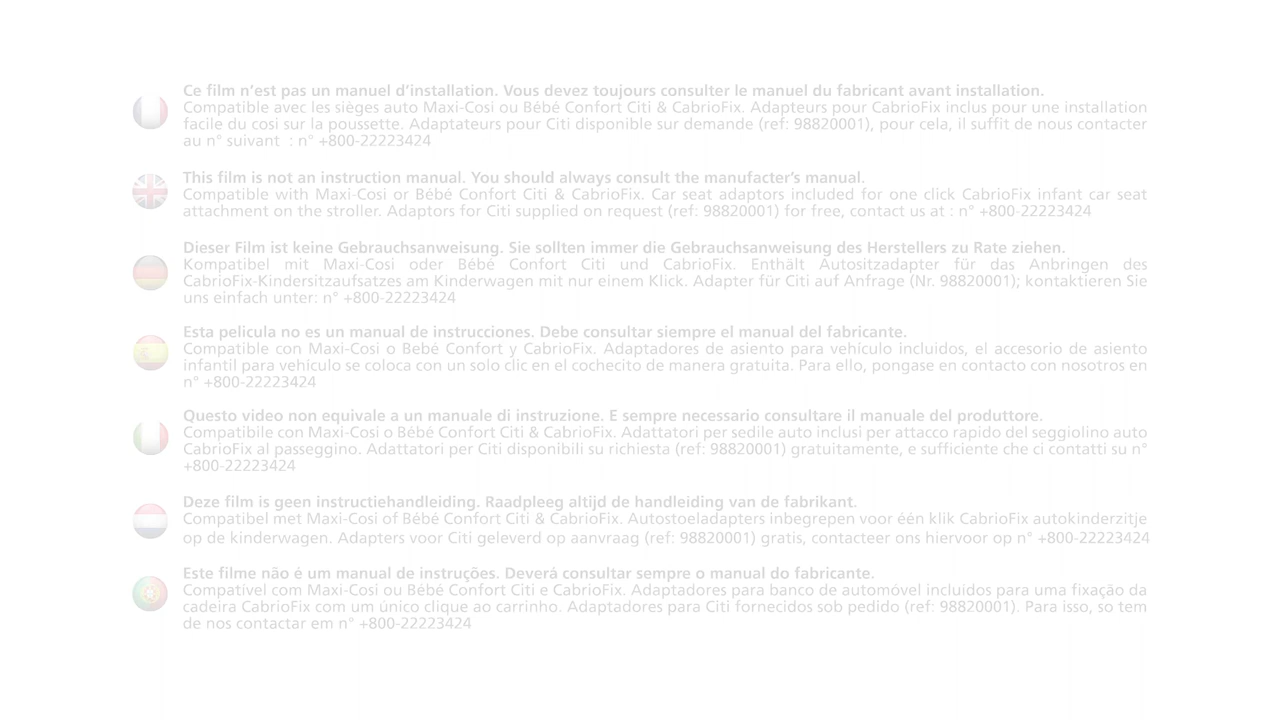 Ce film n'est pas un manuel d'installation. Vous devez toujours consulter le manuel du fabricant avant installation.
Compatible avec les sièges auto Maxi-Cosi ou Bébé Confort Citi & CabrioFix. Adapteurs pour CabrioFix inclus pour une installation
facile du cosi sur la poussette. Adaptateurs pour Citi disponible sur demande (ref: 98820001), pour cela, il suffit de nous contacter
au n° suivant : n° +800-22223424
This film is not an instruction manual. You should always consult the manufacter's manual.
Compatible with Maxi-Cosi or Bébé Confort Citi & CabrioFix. Car seat adaptors included for one click CabrioFix infant car seat
attachment on the stroller. Adaptors for Citi supplied on request (ref: 98820001) for free, contact us at : n° +800-22223424
Dieser Film ist keine Gebrauchsanweisung. Sie sollten immer die Gebrauchsanweisung des Herstellers zu Rate ziehen.
Kompatibel mit Maxi-Cosi oder Bébé Confort Citi und CabrioFix. Enthält Autositzadapter für das Anbringen des
CabrioFix-Kindersitzaufsatzes am Kinderwagen mit nur einem Klick. Adapter für Citi auf Anfrage (Nr. 98820001); kontaktieren Sie
uns einfach unter: n° +800-22223424
Esta pelicula no es un manual de instrucciones. Debe consultar siempre el manual del fabricante.
Compatible con Maxi-Cosi o Bebé Confort y CabrioFix. Adaptadores de asiento para vehículo incluidos, el accesorio de asiento
infantil para vehículo se coloca con un solo clic en el cochecito de manera gratuita. Para ello, pongase en contacto con nosotros en
n° +800-22223424
Questo video non equivale a un manuale di instruzione. E sempre necessario consultare il manuale del produttore.
Compatibile con Maxi-Cosi o Bébé Confort Citi & CabrioFix. Adattatori per sedile auto inclusi per attacco rapido del seggiolino auto
CabrioFix al passeggino. Adattatori per Citi disponibili su richiesta (ref: 98820001) gratuitamente, e sufficiente che ci contatti su n°
+800-22223424
Deze film is geen instructiehandleiding. Raadpleeg altijd de handleiding van de fabrikant.
Compatibel met Maxi-Cosi of Bébé Confort Citi & CabrioFix. Autostoeladapters inbegrepen voor één klik CabrioFix autokinderzitje
op de kinderwagen. Adapters voor Citi geleverd op aanvraag (ref: 98820001) gratis, contacteer ons hiervoor op n° +800-22223424
Este filme não é um manual de instruções. Deverá consultar sempre o manual do fabricante.
Compatível com Maxi-Cosi ou Bébé Confort Citi e CabrioFix. Adaptadores para banco de automóvel incluidos para uma fixação da
cadeira CabrioFix com um único clique ao carrinho. Adaptadores para Citi fornecidos sob pedido (ref: 98820001). Para isso, so tem
de nos contactar em n° +800-22223424